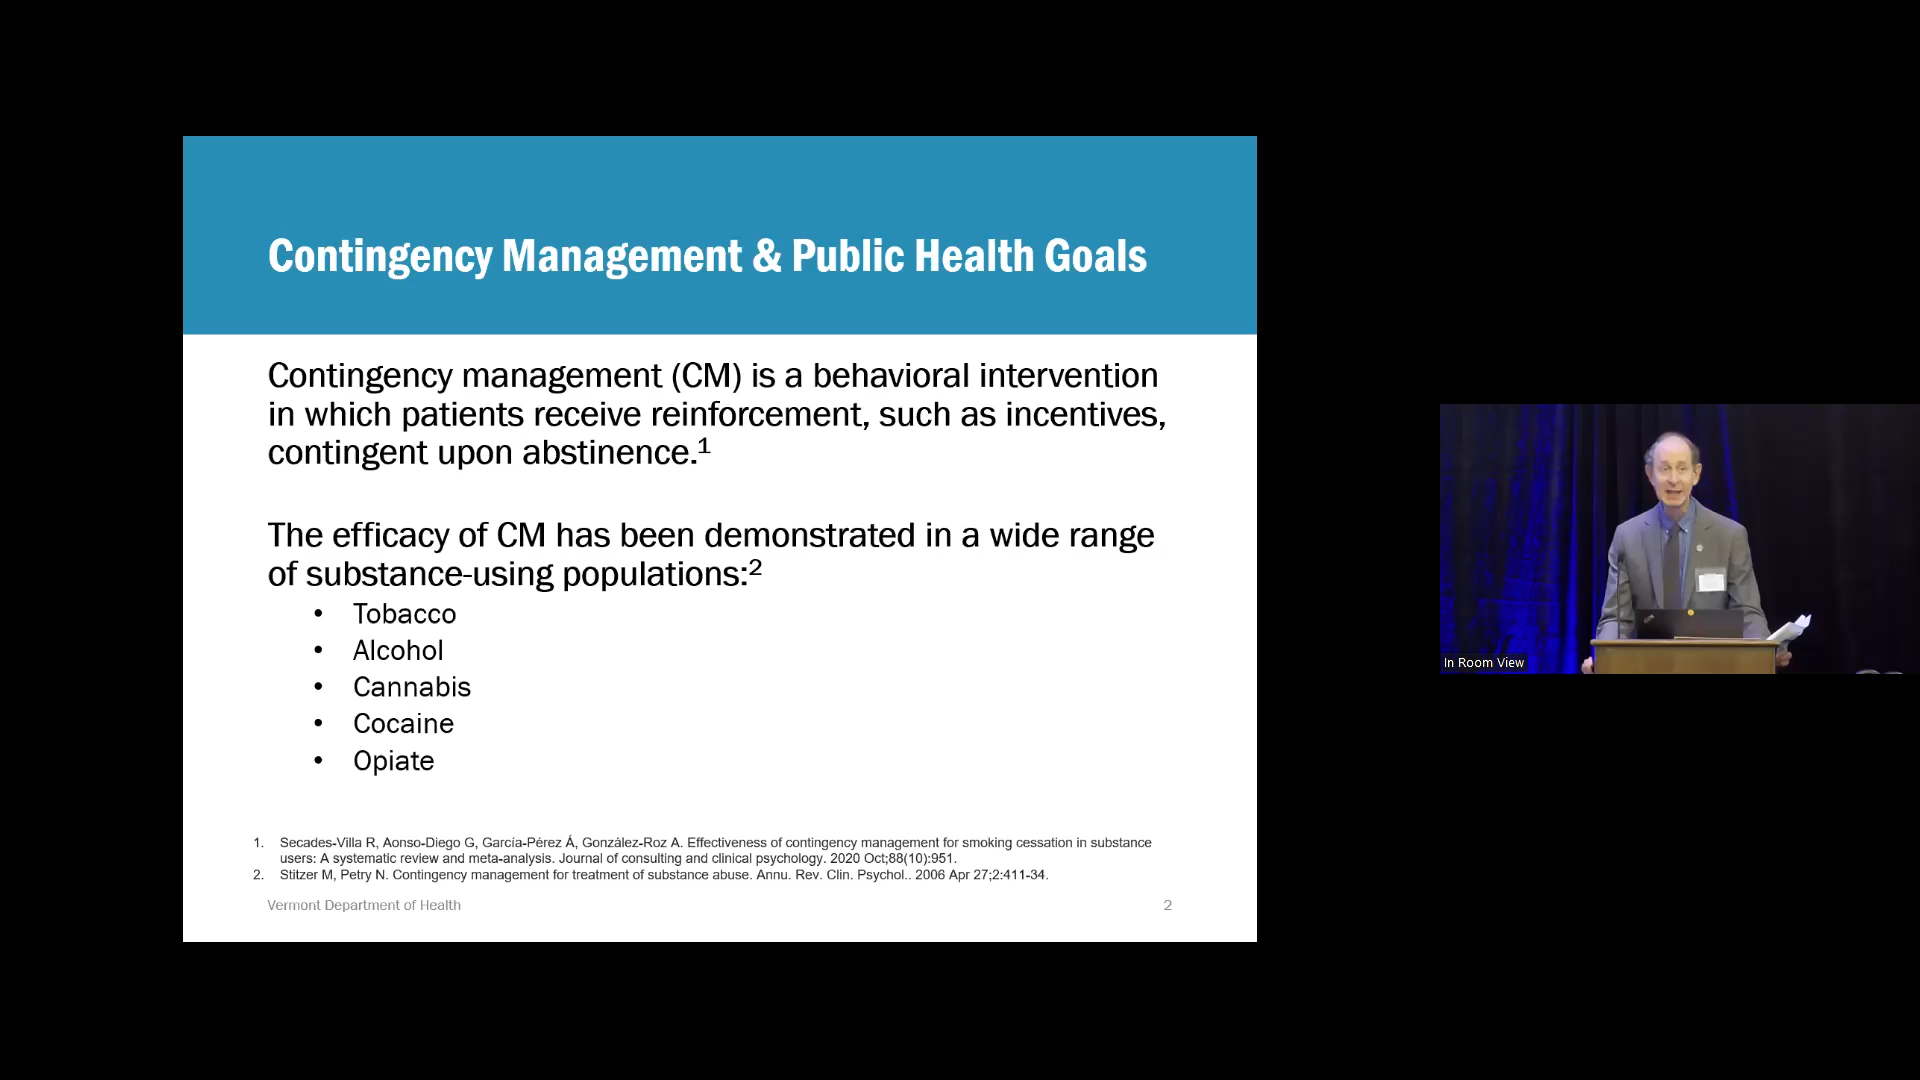 Contingency Management & Public Health Goals
Contingency management (CM) is a behavioral intervention
in which patients receive reinforcement, such as incentives,
contingent upon abstinence.1
The efficacy of CM has been demonstrated in a wide range
of substance-using populations:2
• Tobacco
• Alcohol
• Cannabis
• Cocaine
• Opiate
1. Secades-Villa R, Aonso-Diego G, García-Pérez Á, González-Roz A. Effectiveness of contingency management for smoking cessation in substance
users: A systematic review and meta-analysis. Journal of consulting and clinical psychology. 2020 Oct;88(10):951.
2. Stitzer M, Petry N. Contingency management for treatment of substance abuse. Annu. Rev. Clin. Psychol.. 2006 Apr 27;2:411-34.
Vermont Department of Health 2
In Room View